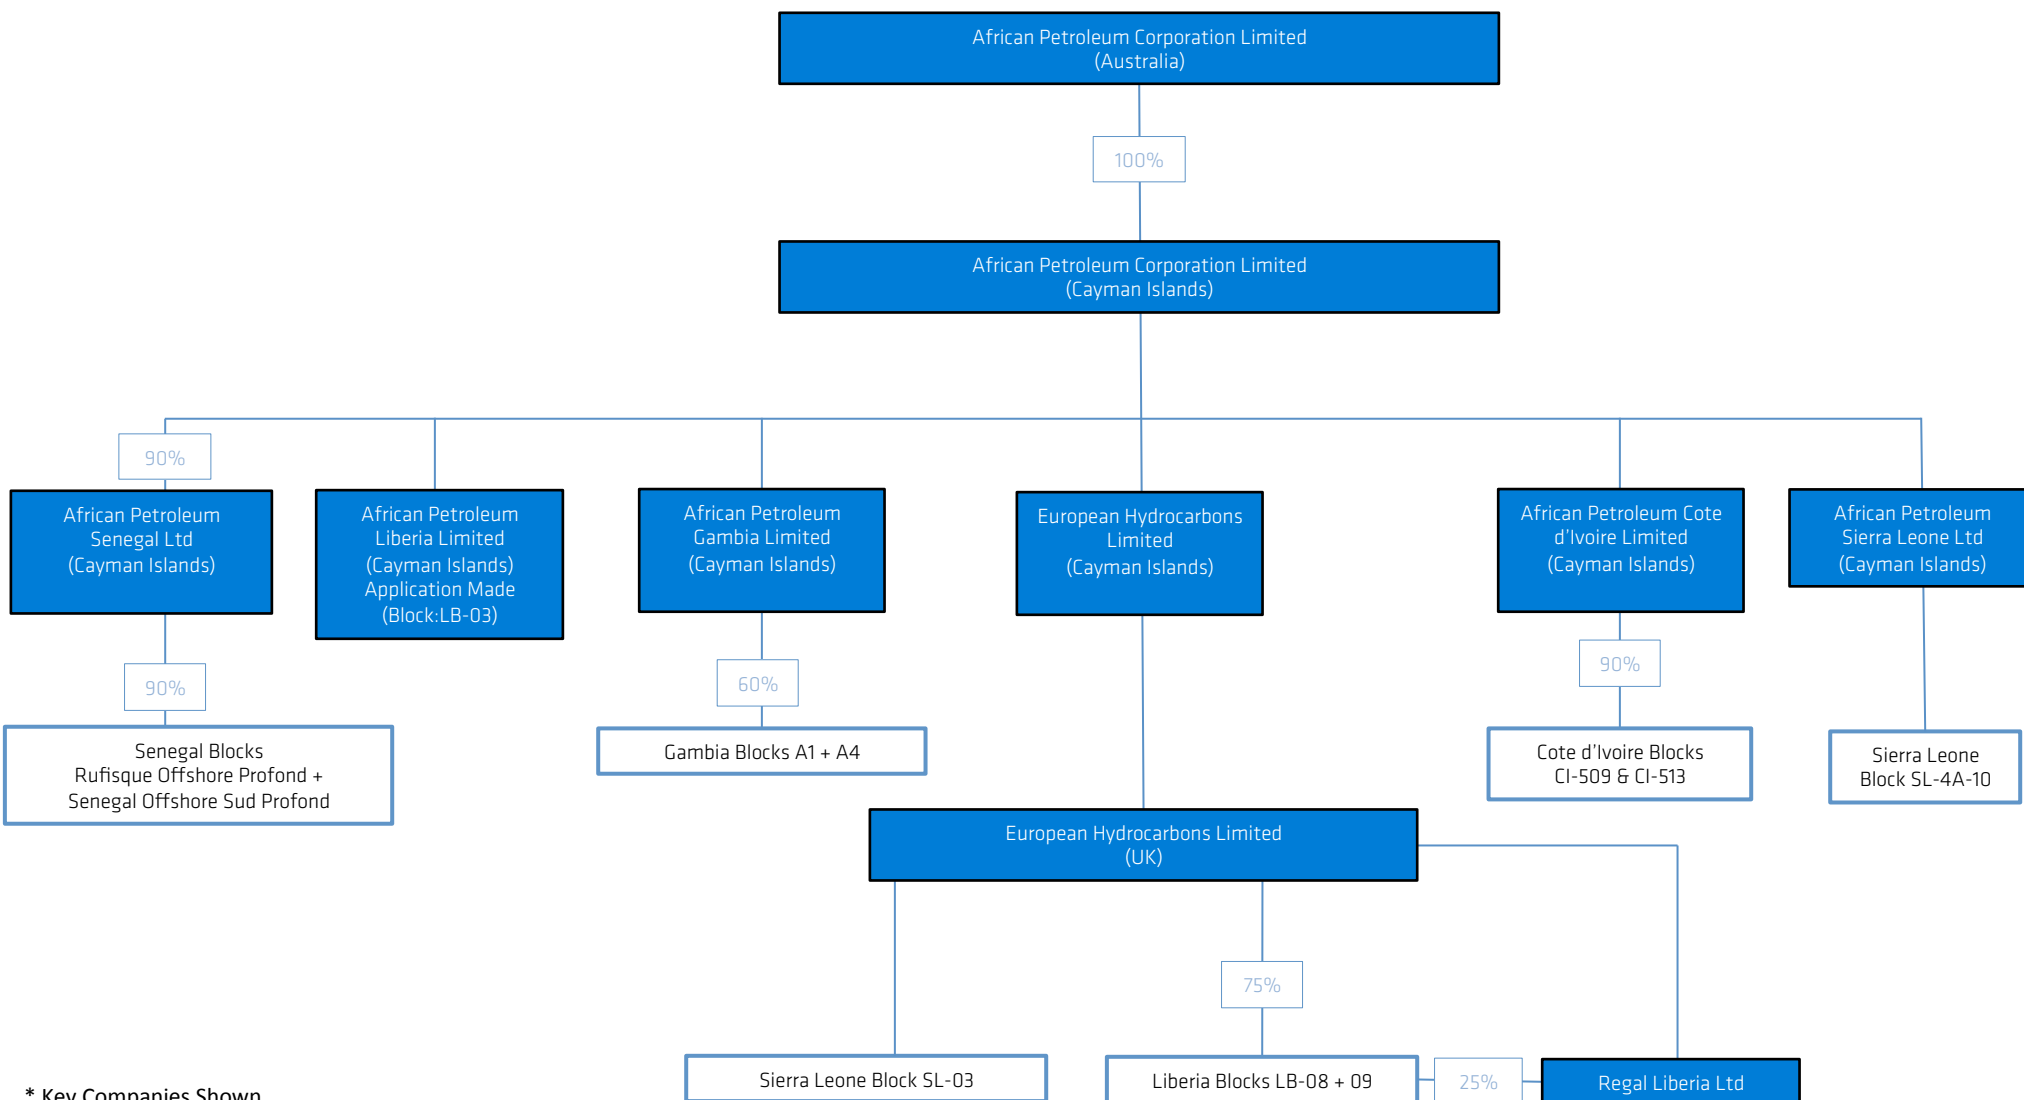 African Petroleum Corporation Limited
(Australia)
100%
African Petroleum Corporation Limited
(Cayman Islands)
90%
African Petroleum
Senegal Ltd
(Cayman Islands)
African Petroleum
Liberia Limited
(Cayman Islands)
Application Made
(Block:LB-03)
African Petroleum
Gambia Limited
(Cayman Islands)
European Hydrocarbons
Limited
(Cayman Islands)
African Petroleum Cote
d'Ivoire Limited
(Cayman Islands)
African Petroleum
Sierra Leone Ltd
(Cayman Islands)
90%
60%
90%
Senegal Blocks
Rufisque Offshore Profond +
Senegal Offshore Sud Profond
Gambia Blocks A1 + A4
Cote d'Ivoire Blocks
CI-509 & CI-513
Sierra Leone
Block SL-4A-10
European Hydrocarbons Limited
(UK)
75%
Sierra Leone Block SL-03
Liberia Blocks LB-08 + 09
25%
Regal Liberia Ltd
* Key Companies Shown